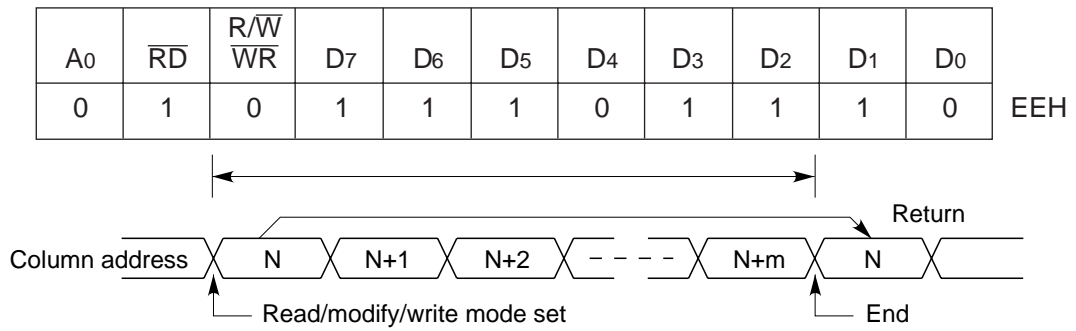 R/W
A0 RD WR D7 D6 D5 D4 D3 D2 D1 D0
0 1 0 1 1 1 0 1 1 1 0 EEH
Return
Column address N N+1 N+2 N+m N
Read/modify/write mode set End